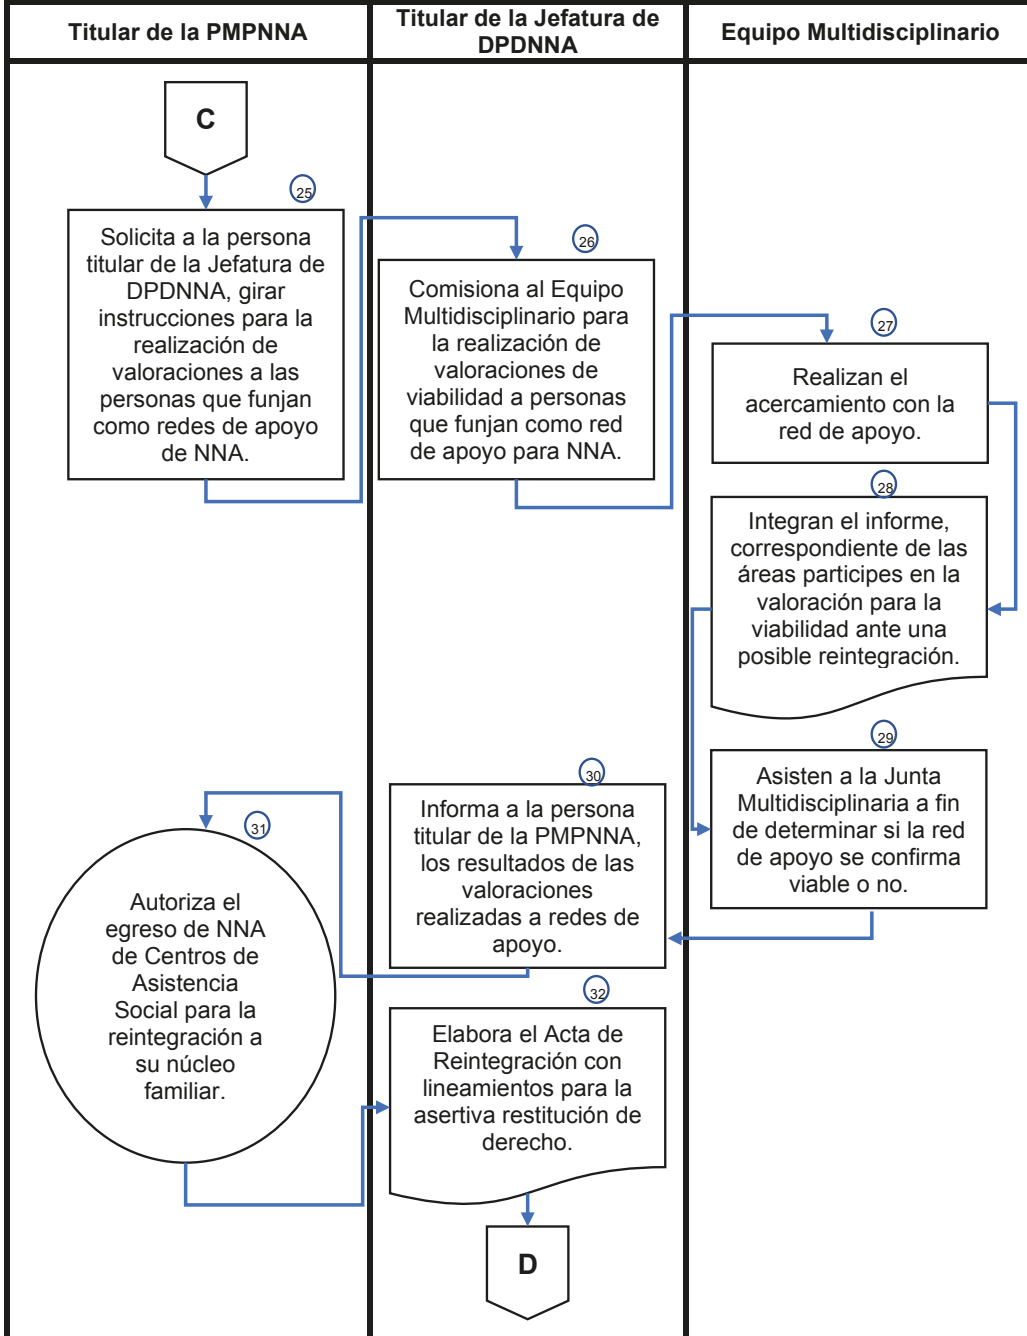 Titular de la PMPNNA
Titular de la Jefatura de
DPDNNA
Equipo Multidisciplinario
C
25
Solicita a la persona
titular de la Jefatura de
DPDNNA, girar
instrucciones para la
realización de
valoraciones a las
personas que funjan
como redes de apoyo
de NNA.
26
Comisiona al Equipo
Multidisciplinario para
la realización de
valoraciones de
viabilidad a personas
que funjan como red
de apoyo para NNA.
27
Realizan el
acercamiento con la
red de apoyo.
28
Integran el informe,
correspondiente de las
áreas participes en la
valoración para la
viabilidad ante una
posible reintegración.
29
Asisten a la Junta
Multidisciplinaria a fin
de determinar si la red
de apoyo se confirma
viable o no.
30
Informa a la persona
titular de la PMPNNA,
los resultados de las
valoraciones
realizadas a redes de
apoyo.
31
Autoriza el
egreso de NNA
de Centros de
Asistencia
Social para la
reintegración a
su núcleo
familiar.
32
Elabora el Acta de
Reintegración con
lineamientos para la
asertiva restitución de
derecho.
D